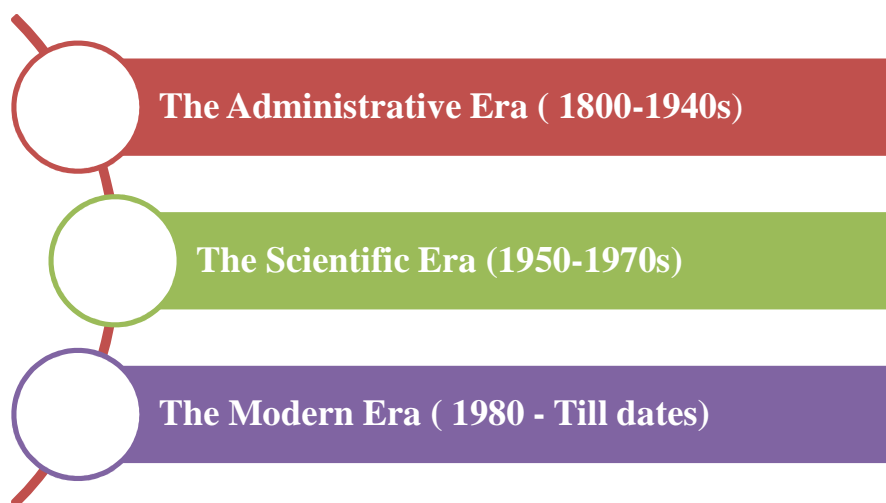 The Administrative Era ( 1800-1940s)
The Scientific Era (1950-1970s)
The Modern Era ( 1980 - Till dates)